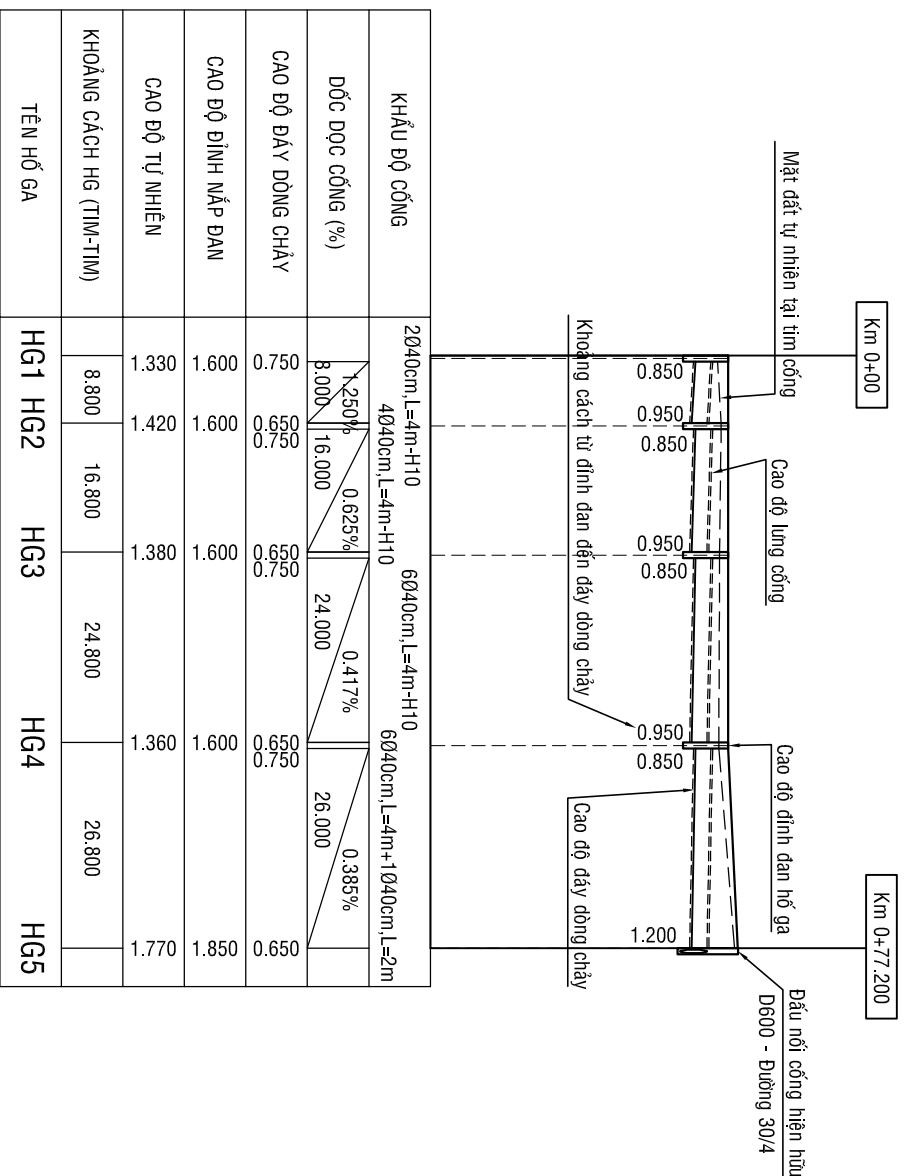 Km 0+00
Km 0+77.200
Mặt đất tự nhiên tại tim cống
Cao độ lưng cống
Cao độ đỉnh đan hố ga
Đấu nối cống hiện hữu
D600 - Đường 30/4
0.850
0.950
0.850
0.950
0.850
0.950
0.850
1.200
Khoảng cách từ đỉnh đan đến đáy dòng chảy
Cao độ đáy dòng chảy
KHẨU ĐỘ CỐNG
2Ø40cm,L=4m-H10
4Ø40cm,L=4m-H10
6Ø40cm,L=4m-H10
6Ø40cm,L=4m+1Ø40cm,L=2m
DỐC DỌC CỐNG (%)
1.250%
8.000
0.625%
16.000
0.417%
24.000
0.385%
26.000
CAO ĐỘ ĐÁY DÒNG CHẢY
0.750
0.650
0.750
0.650
0.750
0.650
0.750
0.650
CAO ĐỘ ĐỈNH NẮP ĐAN
1.600
1.600
1.600
1.600
1.850
CAO ĐỘ TỰ NHIÊN
1.330
1.420
1.380
1.360
1.770
KHOẢNG CÁCH HG (TIM-TIM)
8.800
16.800
24.800
26.800
TÊN HỐ GA
HG1
HG2
HG3
HG4
HG5